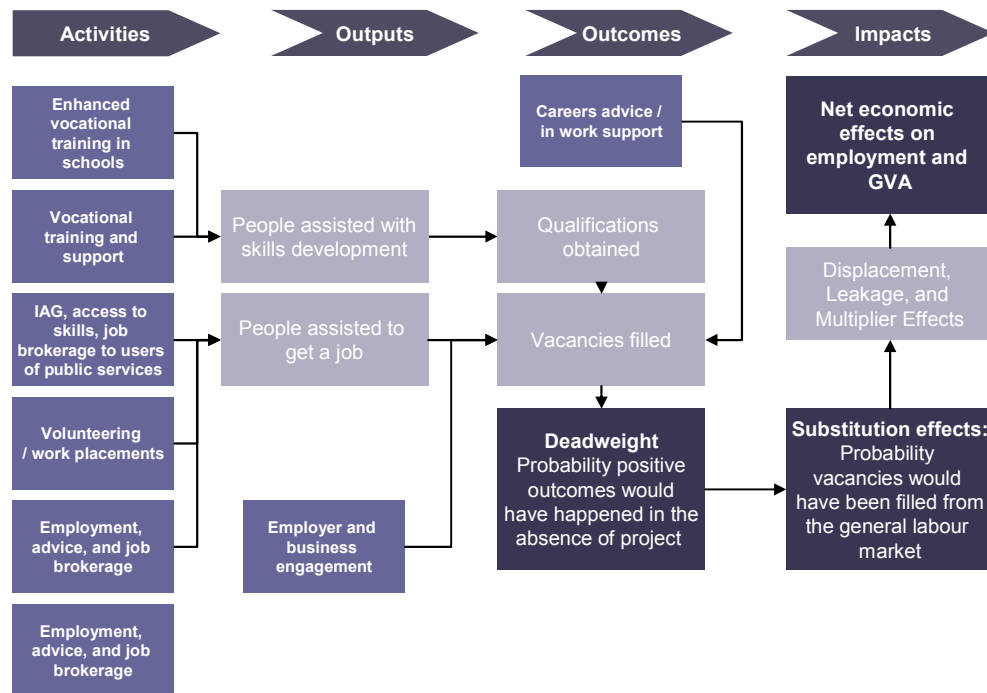 Activities
Outputs
Outcomes
Impacts
Enhanced
vocational
training in
schools
Vocational
training and
support
IAG, access to
skills, job
brokerage to users
of public services
Volunteering
/ work placements
Employment,
advice, and job
brokerage
Employment,
advice, and job
brokerage
People assisted with
skills development
People assisted to
get a job
Employer and
business
engagement
Careers advice /
in work support
Qualifications
obtained
Vacancies filled
Deadweight
Probability positive
outcomes would
have happened in the
absence of project
Net economic
effects on
employment and
GVA
Displacement,
Leakage, and
Multiplier Effects
Substitution effects:
Probability
vacancies would
have been filled from
the general labour
market